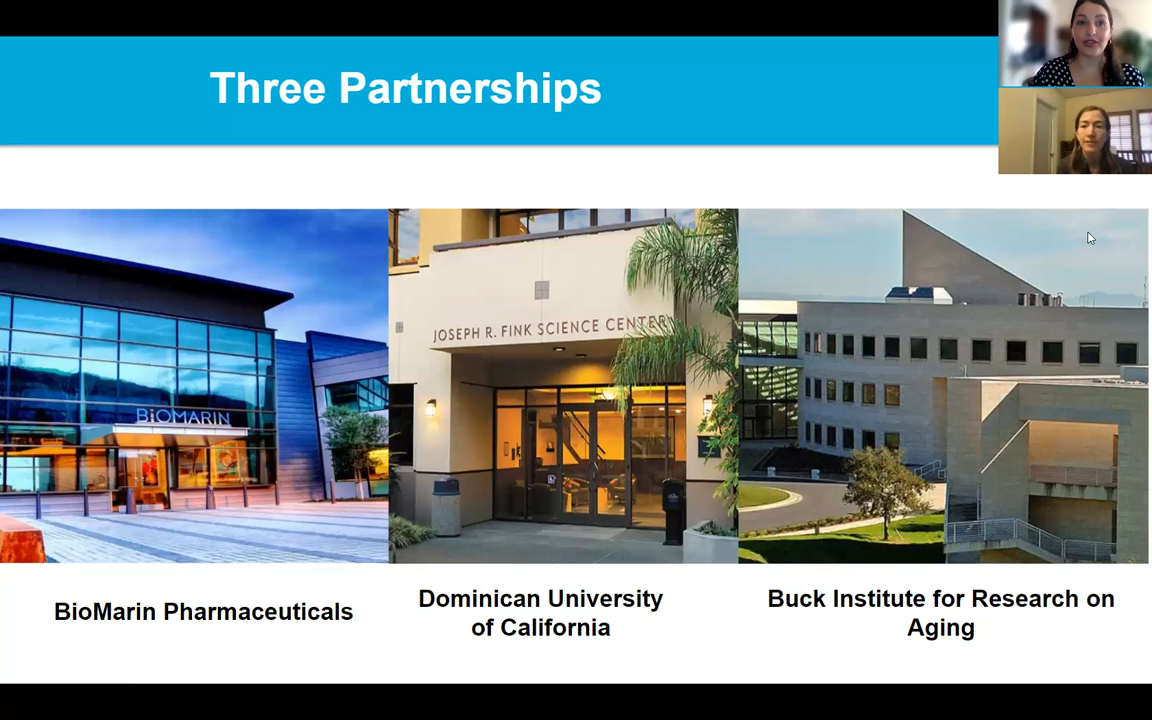 Three Partnerships
BiOMARIN
JOSEPH R. FINK SCIENCE CENTER
BioMarin Pharmaceuticals
Dominican University
of California
Buck Institute for Research on
Aging